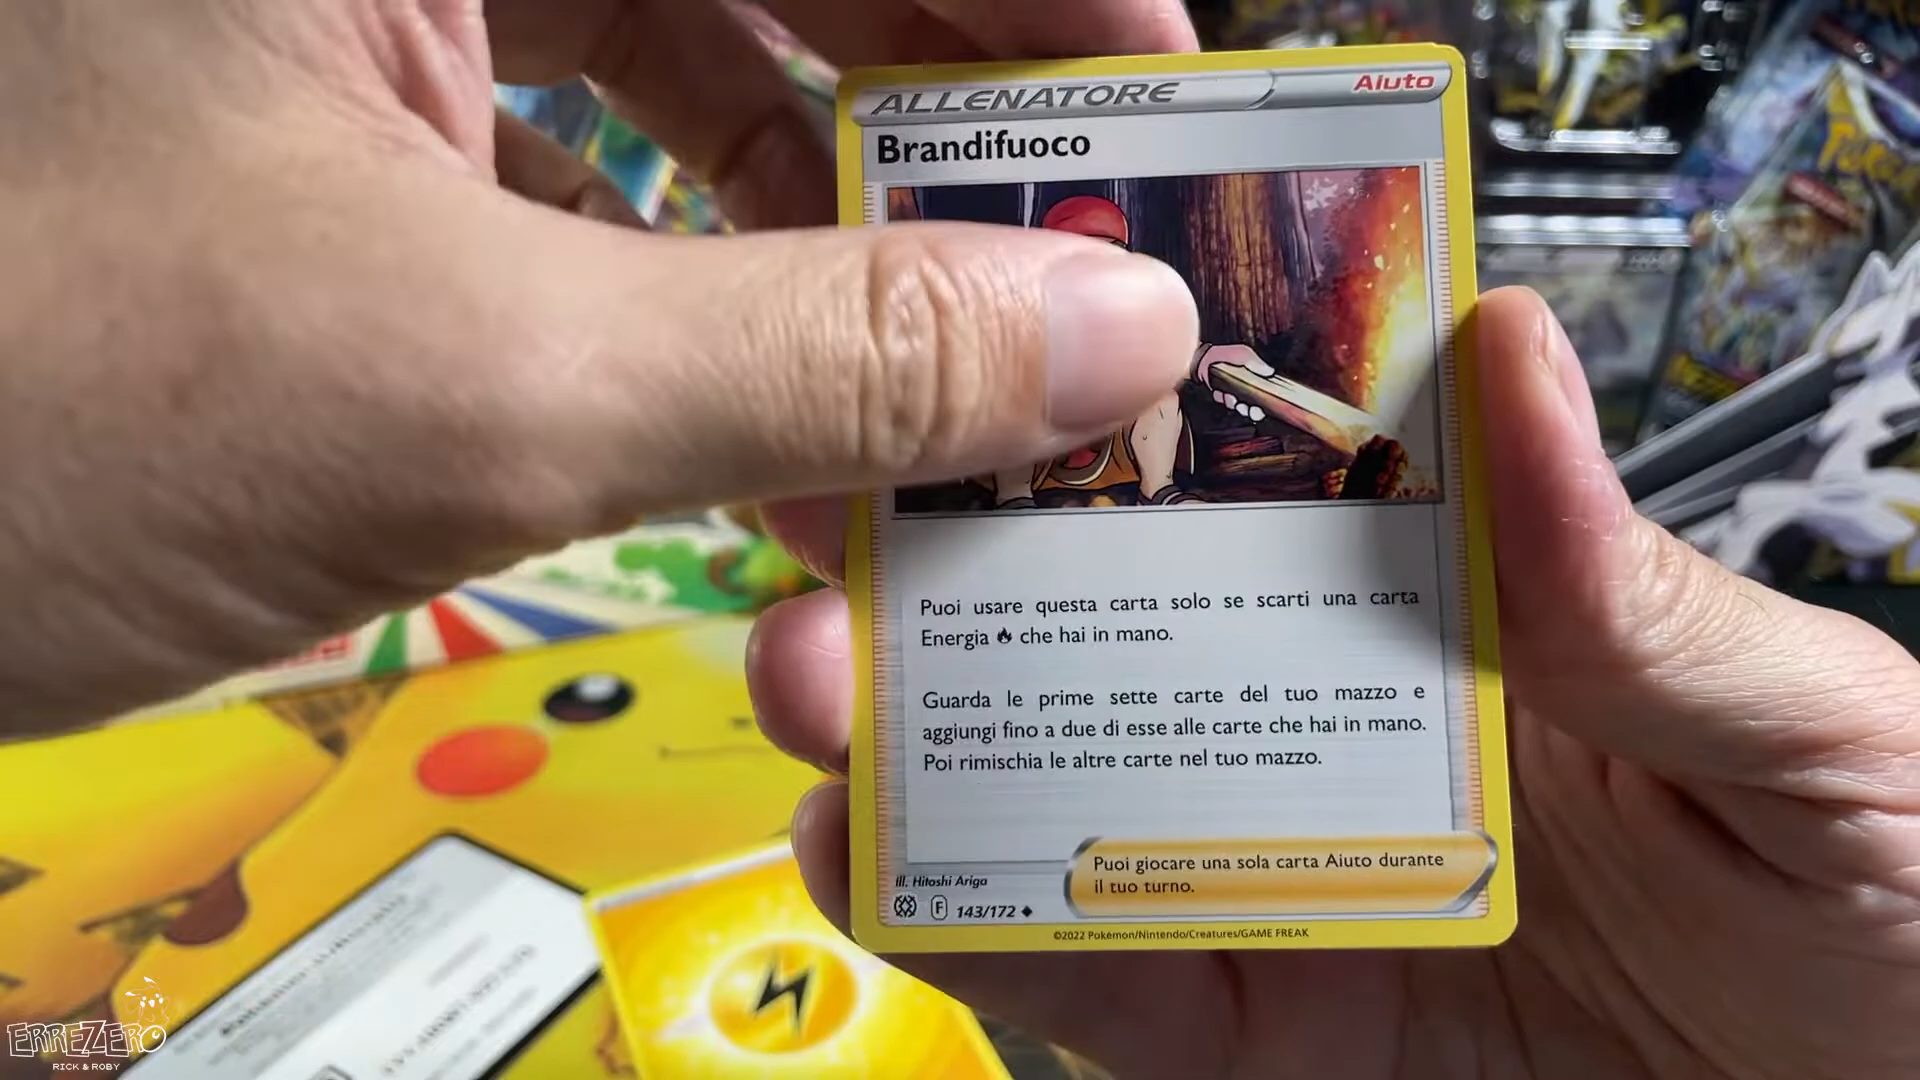 ALLENATORE
Aiuto
Brandifuoco
Puoi usare questa carta solo se scarti una carta
Energia che hai in mano.
Guarda le prime sette carte del tuo mazzo e
aggiungi fino a due di esse alle carte che hai in mano.
Poi rimischia le altre carte nel tuo mazzo.
Puoi giocare una sola carta Aiuto durante
il tuo turno.
Ill. Hitoshi Ariga
F 143/172
©2022 Pokémon/Nintendo/Creatures/GAME FREAK
ERREZERO
RICK & ROBY